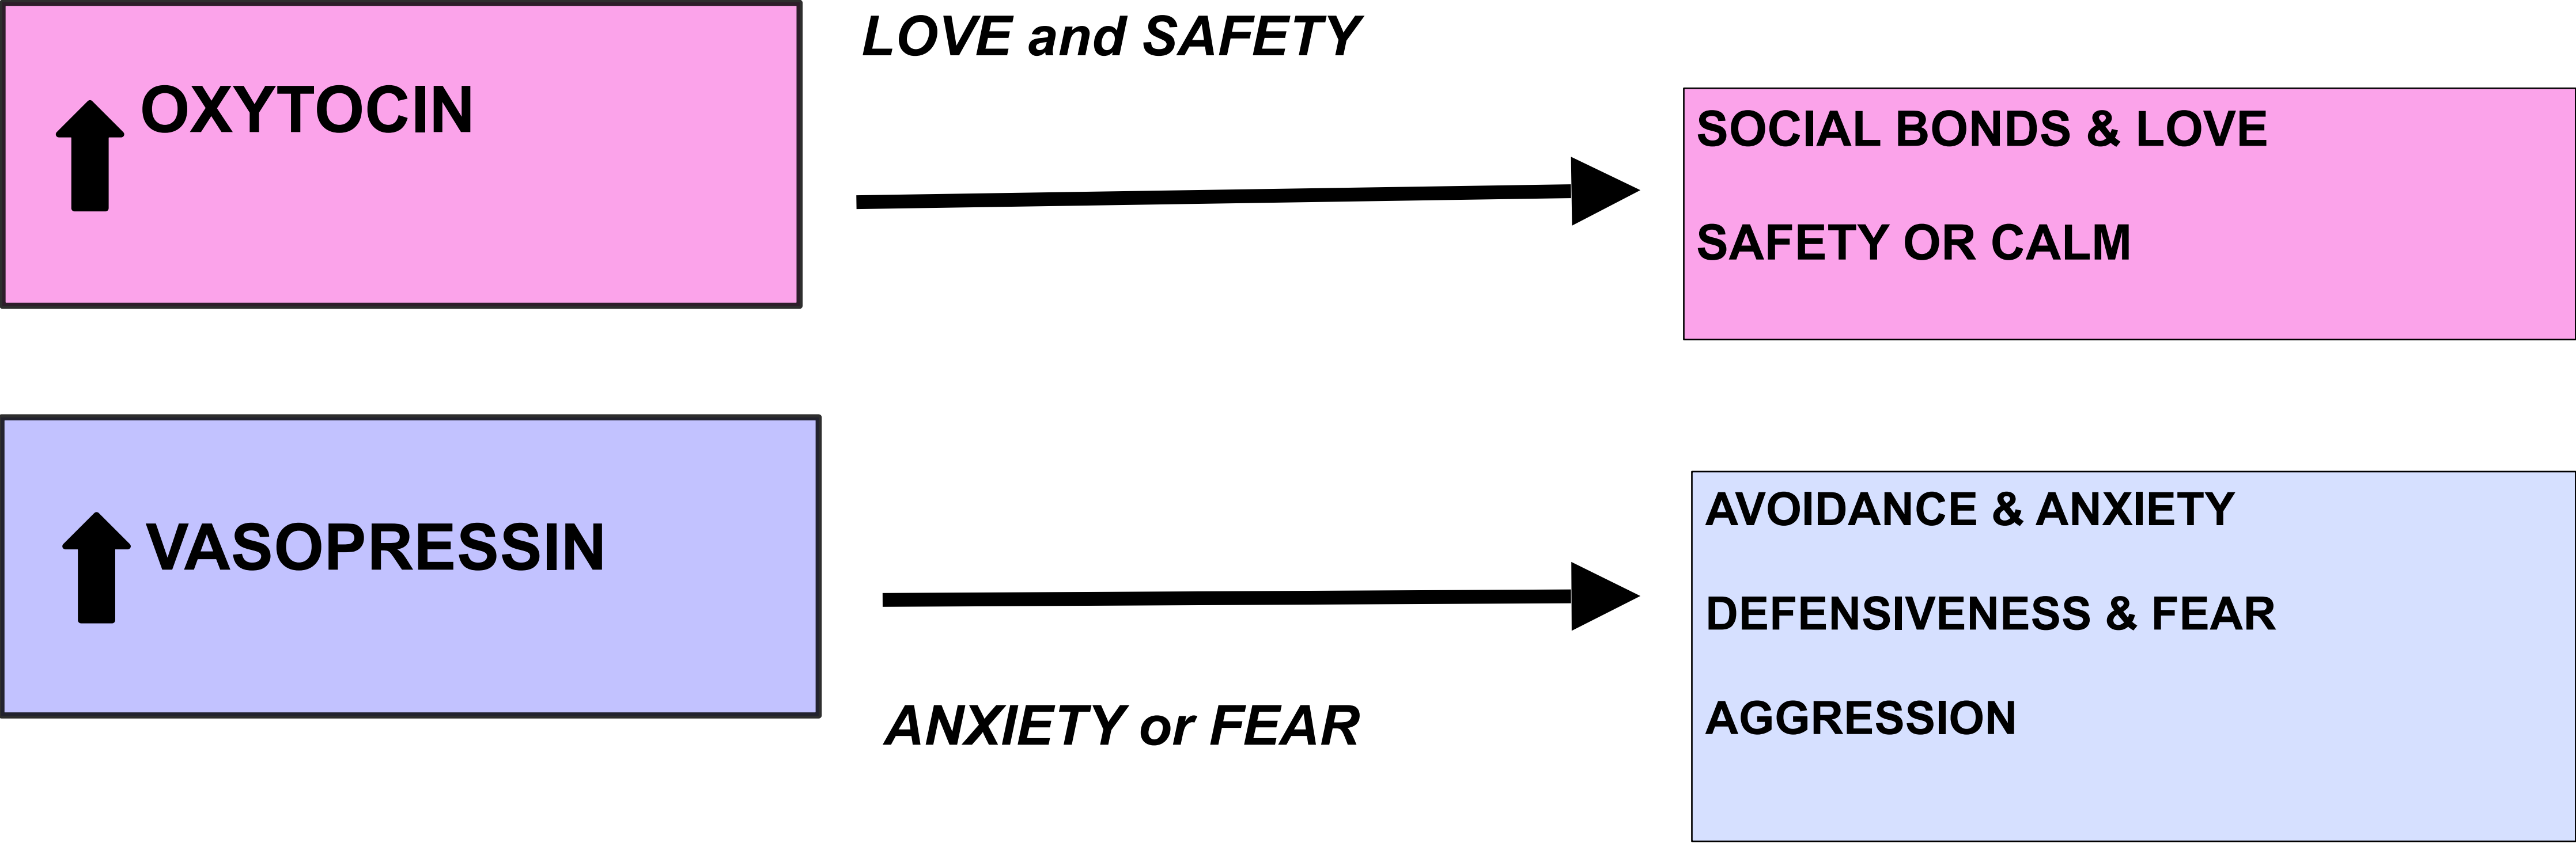 LOVE and SAFETY
OXYTOCIN
SOCIAL BONDS & LOVE
SAFETY OR CALM
VASOPRESSIN
ANXIETY or FEAR
AVOIDANCE & ANXIETY
DEFENSIVENESS & FEAR
AGGRESSION